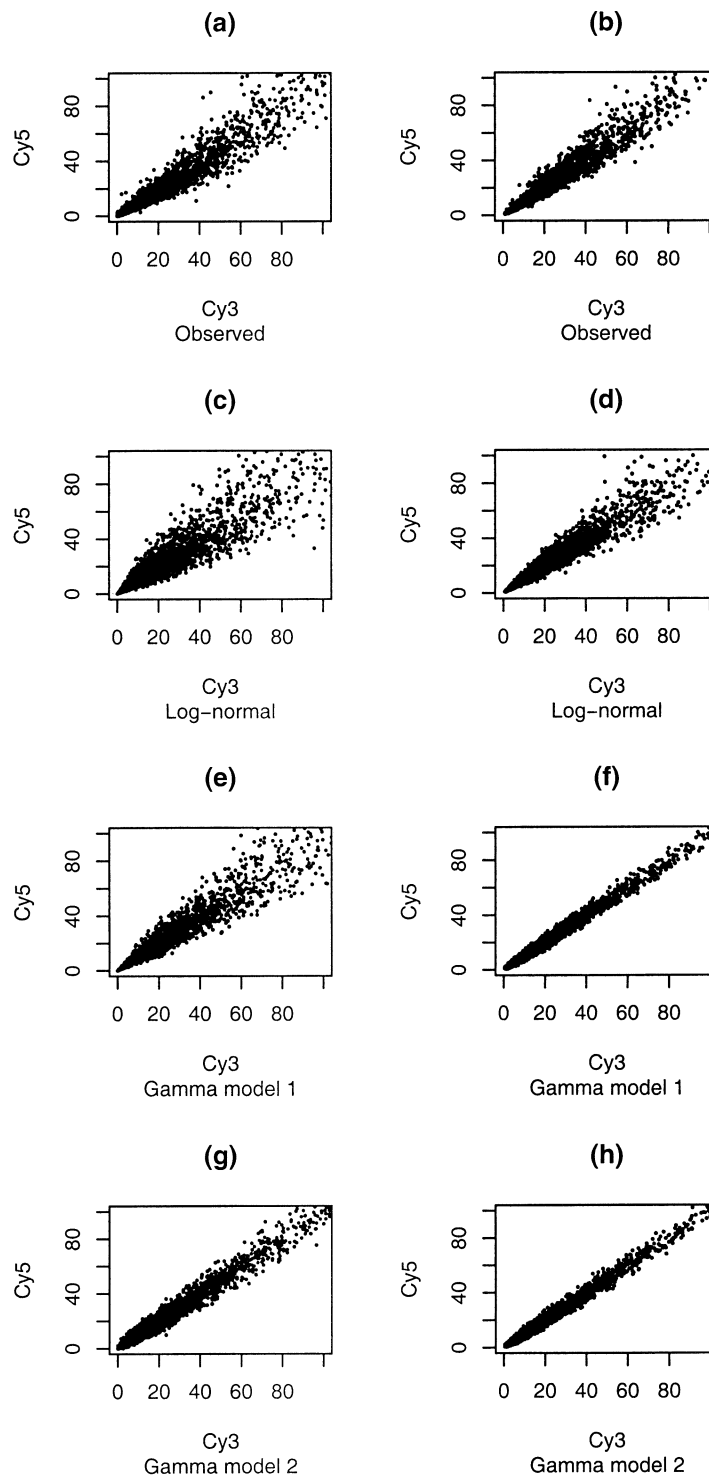 (a)
Cy5
0
40
80
0 20 40 60 80
Cy3
Observed
(b)
Cy5
0
40
80
0 20 40 60 80
Cy3
Observed
(c)
Cy5
0
40
80
0 20 40 60 80
Cy3
Log-normal
(d)
Cy5
0
40
80
0 20 40 60 80
Cy3
Log-normal
(e)
Cy5
0
40
80
0 20 40 60 80
Cy3
Gamma model 1
(f)
Cy5
0
40
80
0 20 40 60 80
Cy3
Gamma model 1
(g)
Cy5
0
40
80
0 20 40 60 80
Cy3
Gamma model 2
(h)
Cy5
0
40
80
0 20 40 60 80
Cy3
Gamma model 2